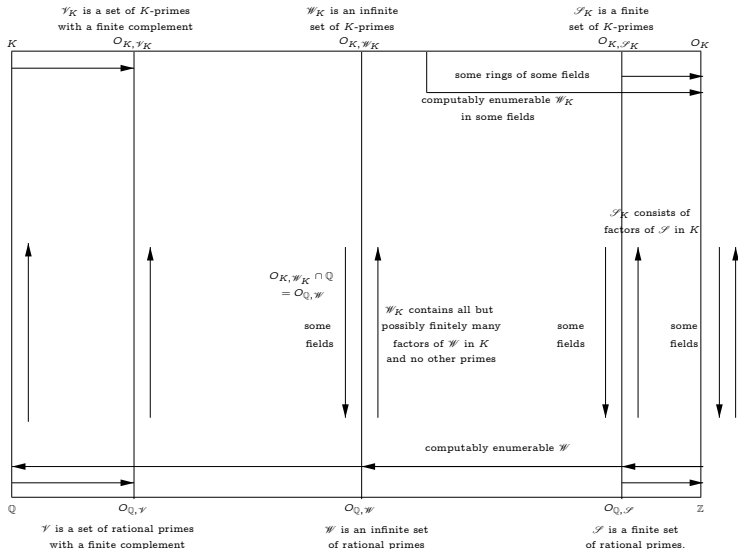 𝒱_K is a set of K-primes
with a finite complement
𝒲_K is an infinite
set of K-primes
𝒮_K is a finite
set of K-primes
K
O_{K,𝒱_K}
O_{K,𝒲_K}
O_{K,𝒮_K}
O_K
some rings of some fields
computably enumerable 𝒲_K
in some fields
𝒮_K consists of
factors of 𝒮 in K
O_{K,𝒲_K} ∩ ℚ
= O_{ℚ,𝒲}
some
fields
𝒲_K contains all but
possibly finitely many
factors of 𝒲 in K
and no other primes
some
fields
some
fields
computably enumerable 𝒲
ℚ
O_{ℚ,𝒱}
O_{ℚ,𝒲}
O_{ℚ,𝒮}
ℤ
𝒱 is a set of rational primes
with a finite complement
𝒲 is an infinite set
of rational primes
𝒮 is a finite set
of rational primes.